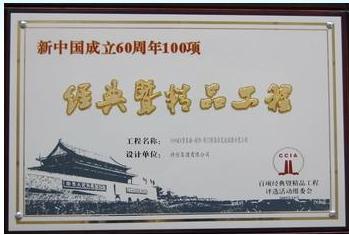 新中国成立60周年100项
经典暨精品工程
工程名称:
设计单位:
CCIA
百项经典暨精品工程
评选活动组委会